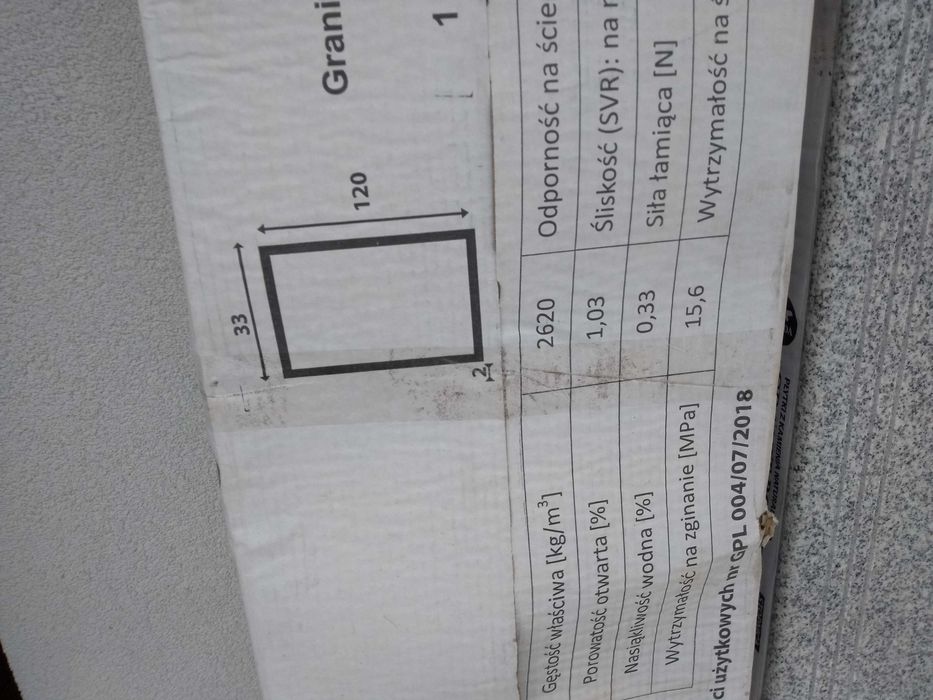 Grani
1
33
120
2
Gęstość właściwa [kg/m³] 2620 Odporność na ście
Porowatość otwarta [%] 1,03 Śliskość (SVR): na
Nasiąkliwość wodna [%] 0,33 Siła łamiąca [N]
Wytrzymałość na zginanie [MPa] 15,6 Wytrzymałość na ś
ci użytkowych nr GPL 004/07/2018
PŁYTKI Z KAMIENIA